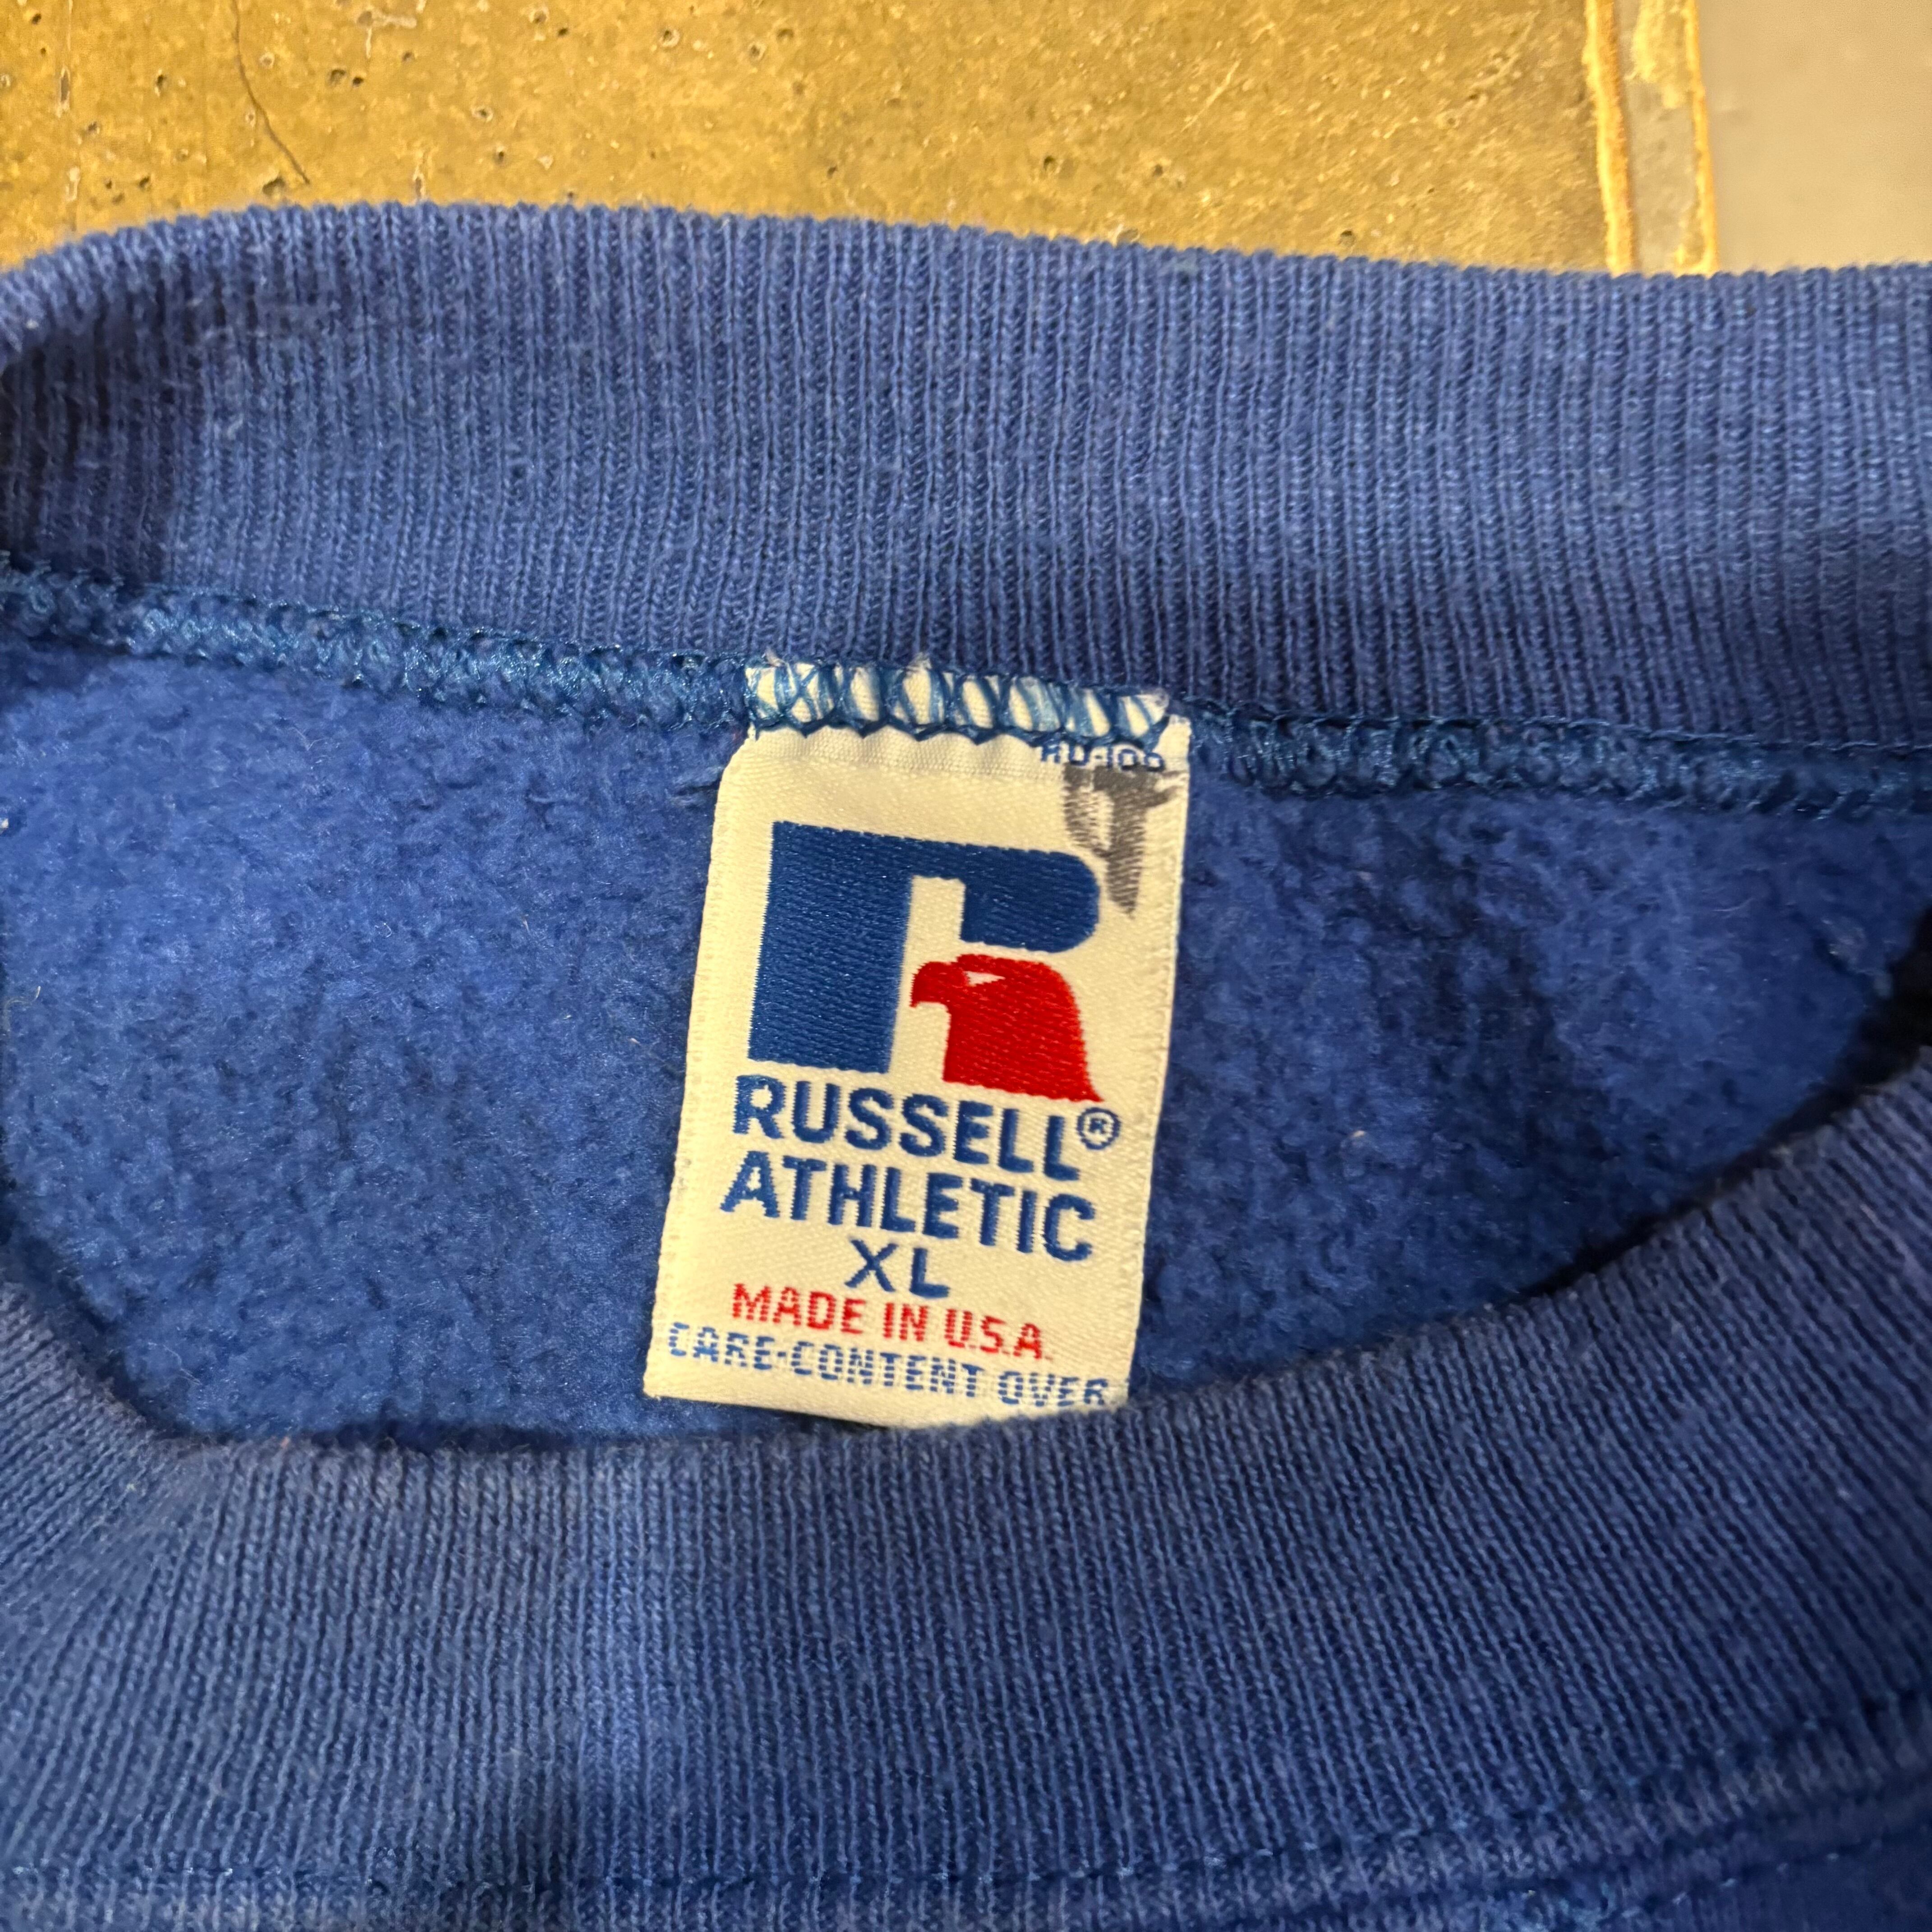 RUSSELL®
ATHLETIC
XL
MADE IN U.S.A.
CARE-CONTENT OVER